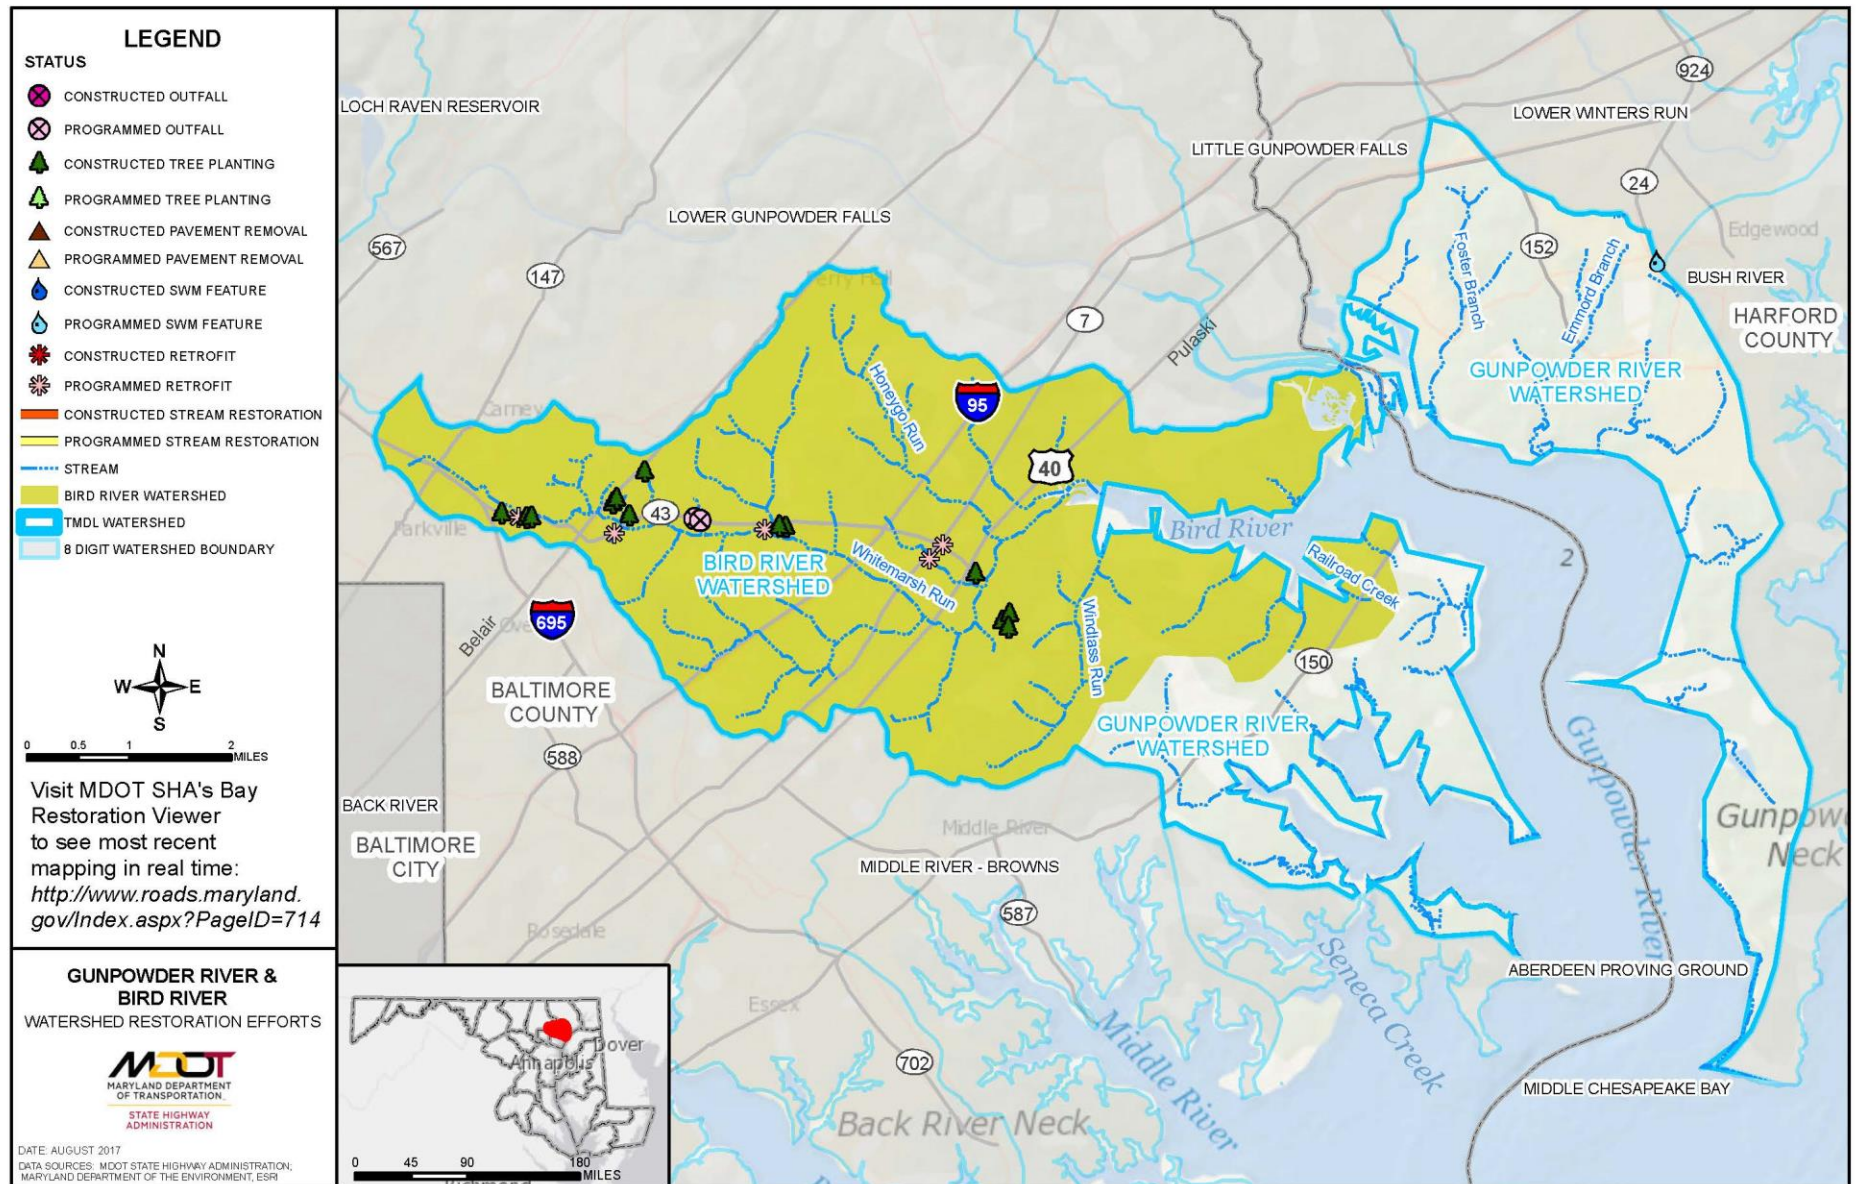 LEGEND
STATUS
CONSTRUCTED OUTFALL
PROGRAMMED OUTFALL
CONSTRUCTED TREE PLANTING
PROGRAMMED TREE PLANTING
CONSTRUCTED PAVEMENT REMOVAL
PROGRAMMED PAVEMENT REMOVAL
CONSTRUCTED SWM FEATURE
PROGRAMMED SWM FEATURE
CONSTRUCTED RETROFIT
PROGRAMMED RETROFIT
CONSTRUCTED STREAM RESTORATION
PROGRAMMED STREAM RESTORATION
STREAM
BIRD RIVER WATERSHED
TMDL WATERSHED
8 DIGIT WATERSHED BOUNDARY
N
W E
S
0 0.5 1 2
MILES
Visit MDOT SHA's Bay
Restoration Viewer
to see most recent
mapping in real time:
http://www.roads.maryland.
gov/Index.aspx?PageID=714
GUNPOWDER RIVER &
BIRD RIVER
WATERSHED RESTORATION EFFORTS
MDOT
MARYLAND DEPARTMENT
OF TRANSPORTATION
STATE HIGHWAY
ADMINISTRATION
DATE: AUGUST 2017
DATA SOURCES: MDOT STATE HIGHWAY ADMINISTRATION;
MARYLAND DEPARTMENT OF THE ENVIRONMENT, ESRI
LOCH RAVEN RESERVOIR
924
LOWER WINTERS RUN
LITTLE GUNPOWDER FALLS
24
LOWER GUNPOWDER FALLS
Edgewood
567
152
147
Foster Branch
Emmord Branch
BUSH RIVER
Perry Hall
HARFORD
COUNTY
7
Pulaski
GUNPOWDER RIVER
WATERSHED
Honeygo Run
95
Carney
40
43
Parkville
Bird River
BIRD RIVER
WATERSHED
Whitemarsh Run
Railroad Creek
2
695
Belair
Windlass Run
150
BALTIMORE
COUNTY
GUNPOWDER RIVER
WATERSHED
588
Gunpowder River
BACK RIVER
BALTIMORE
CITY
Middle River
MIDDLE RIVER - BROWNS
Gunpow
Neck
587
Rosedale
Seneca Creek
ABERDEEN PROVING GROUND
Essex
Middle River
702
MIDDLE CHESAPEAKE BAY
Back River Neck
Dover
Annapolis
0 45 90 180
MILES